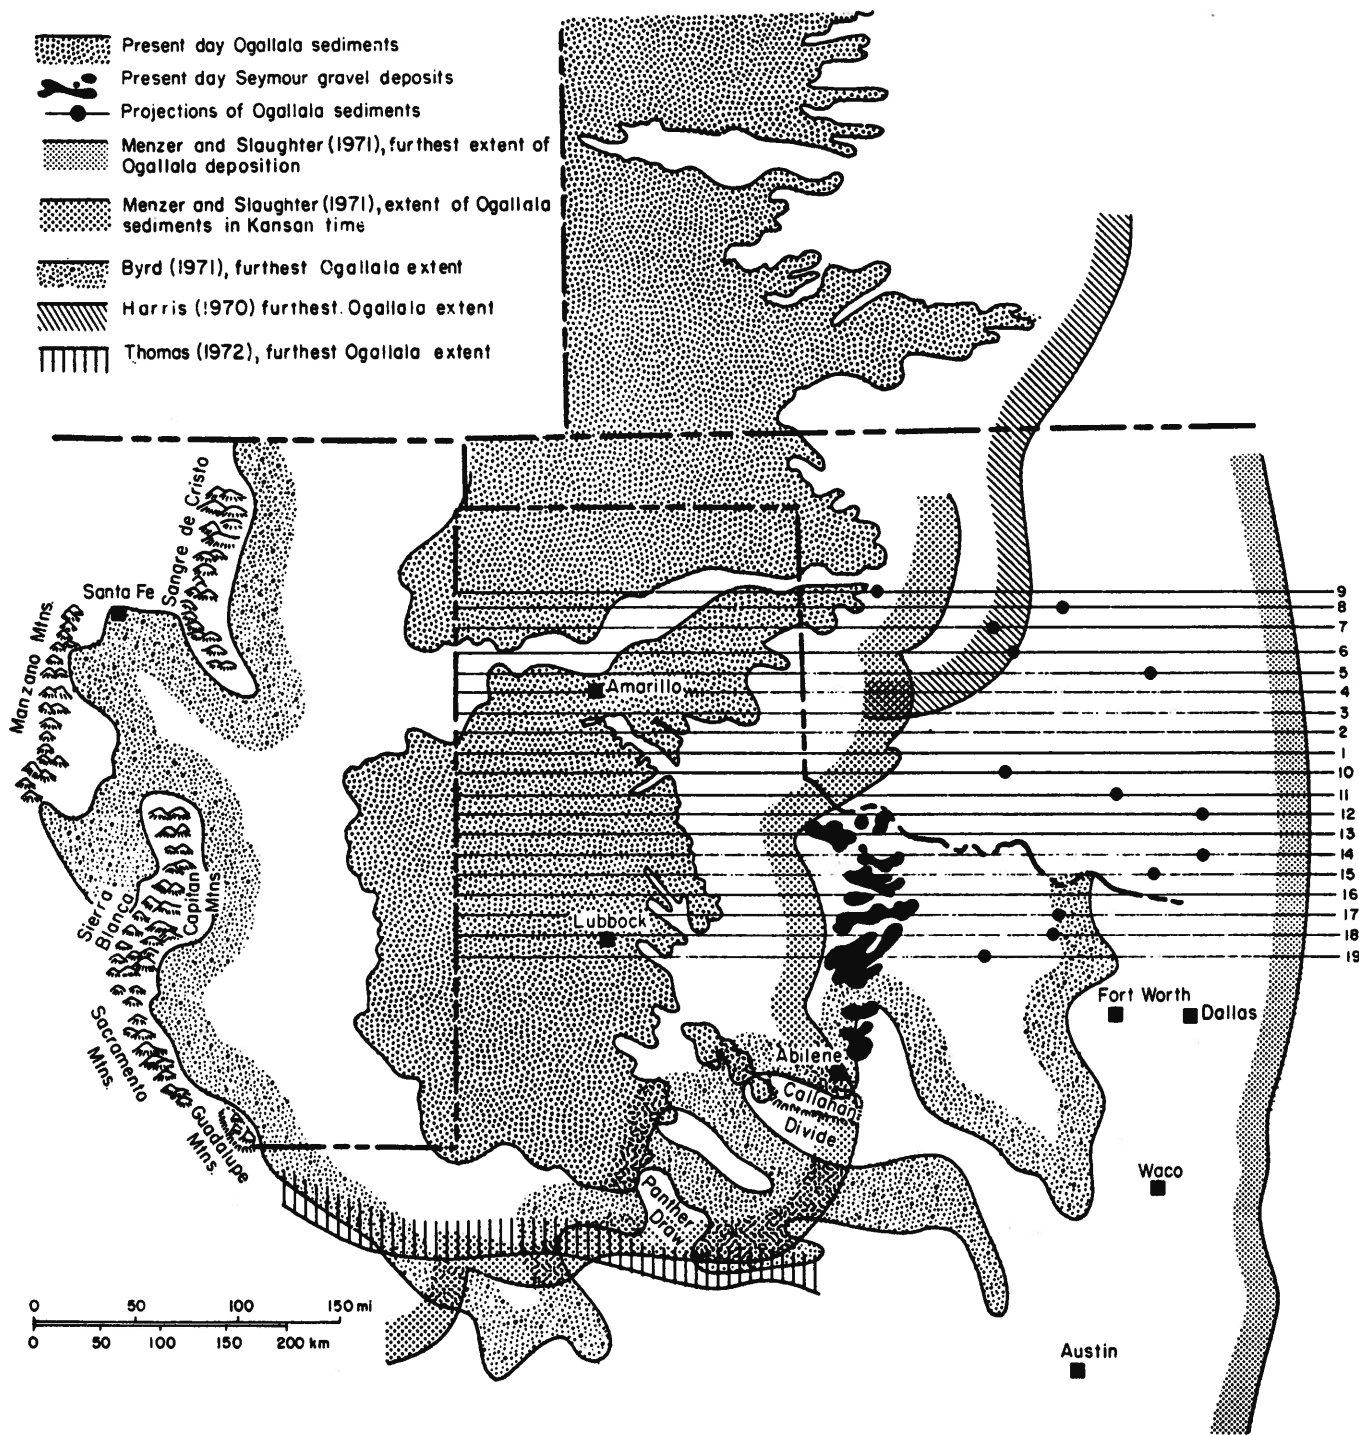 Present day Ogallala sediments
Present day Seymour gravel deposits
Projections of Ogallala sediments
Menzer and Slaughter (1971), furthest extent of
Ogallala deposition
Menzer and Slaughter (1971), extent of Ogallala
sediments in Kansan time
Byrd (1971), furthest Ogallala extent
Harris (1970) furthest Ogallala extent
Thomas (1972), furthest Ogallala extent
Sangre de Cristo
Santa Fe
Manzano Mtns.
Amarillo
9
8
7
6
5
4
3
2
1
10
11
12
13
14
15
16
17
18
19
Sierra
Blanca
Capitan
Mtns
Lubbock
Sacramento
Mtns.
Guadalupe
Mtns.
Fort Worth
Dallas
Abilene
Callahan
Divide
Panther
Draw
Waco
Austin
0 50 100 150 mi
0 50 100 150 200 km